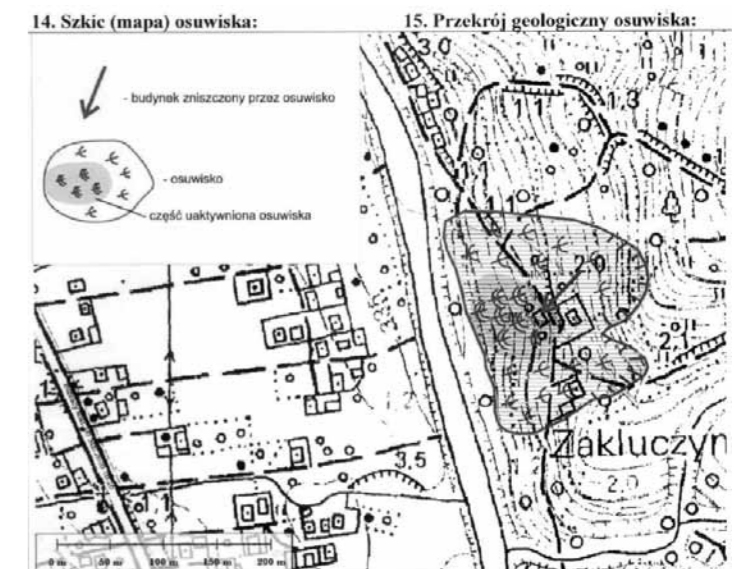 14. Szkic (mapa) osuwiska:
15. Przekrój geologiczny osuwiska:
- budynek zniszczony przez osuwisko
- osuwisko
część uaktywniona osuwiska
3,0
1.1
1.3
1.1
1.1
2.0
2.1
Zakluczyn
2.0
3.5
0 m 50 m 100 m 150 m 200 m